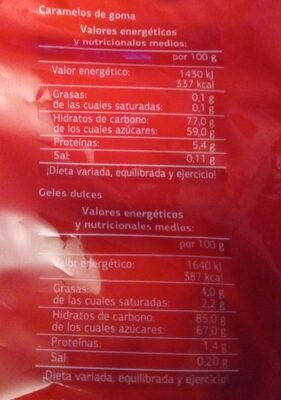 Caramelos de goma
Valores energéticos
y nutricionales medios:
por 100 g
Valor energético: 1430 kJ
337 kcal
Grasas: 0,1 g
de las cuales saturadas: 0,1 g
Hidratos de carbono: 77,0 g
de los cuales azúcares: 59,0 g
Proteínas: 5,4 g
Sal: 0,11 g
¡Dieta variada, equilibrada y ejercicio!
Geles dulces
Valores energéticos
y nutricionales medios:
por 100 g
Valor energético: 1640 kJ
387 kcal
Grasas: 4,0 g
de las cuales saturadas: 2,2 g
Hidratos de carbono: 85,0 g
de los cuales azúcares: 67,0 g
Proteínas: 1,4 g
Sal: 0,20 g
¡Dieta variada, equilibrada y ejercicio!